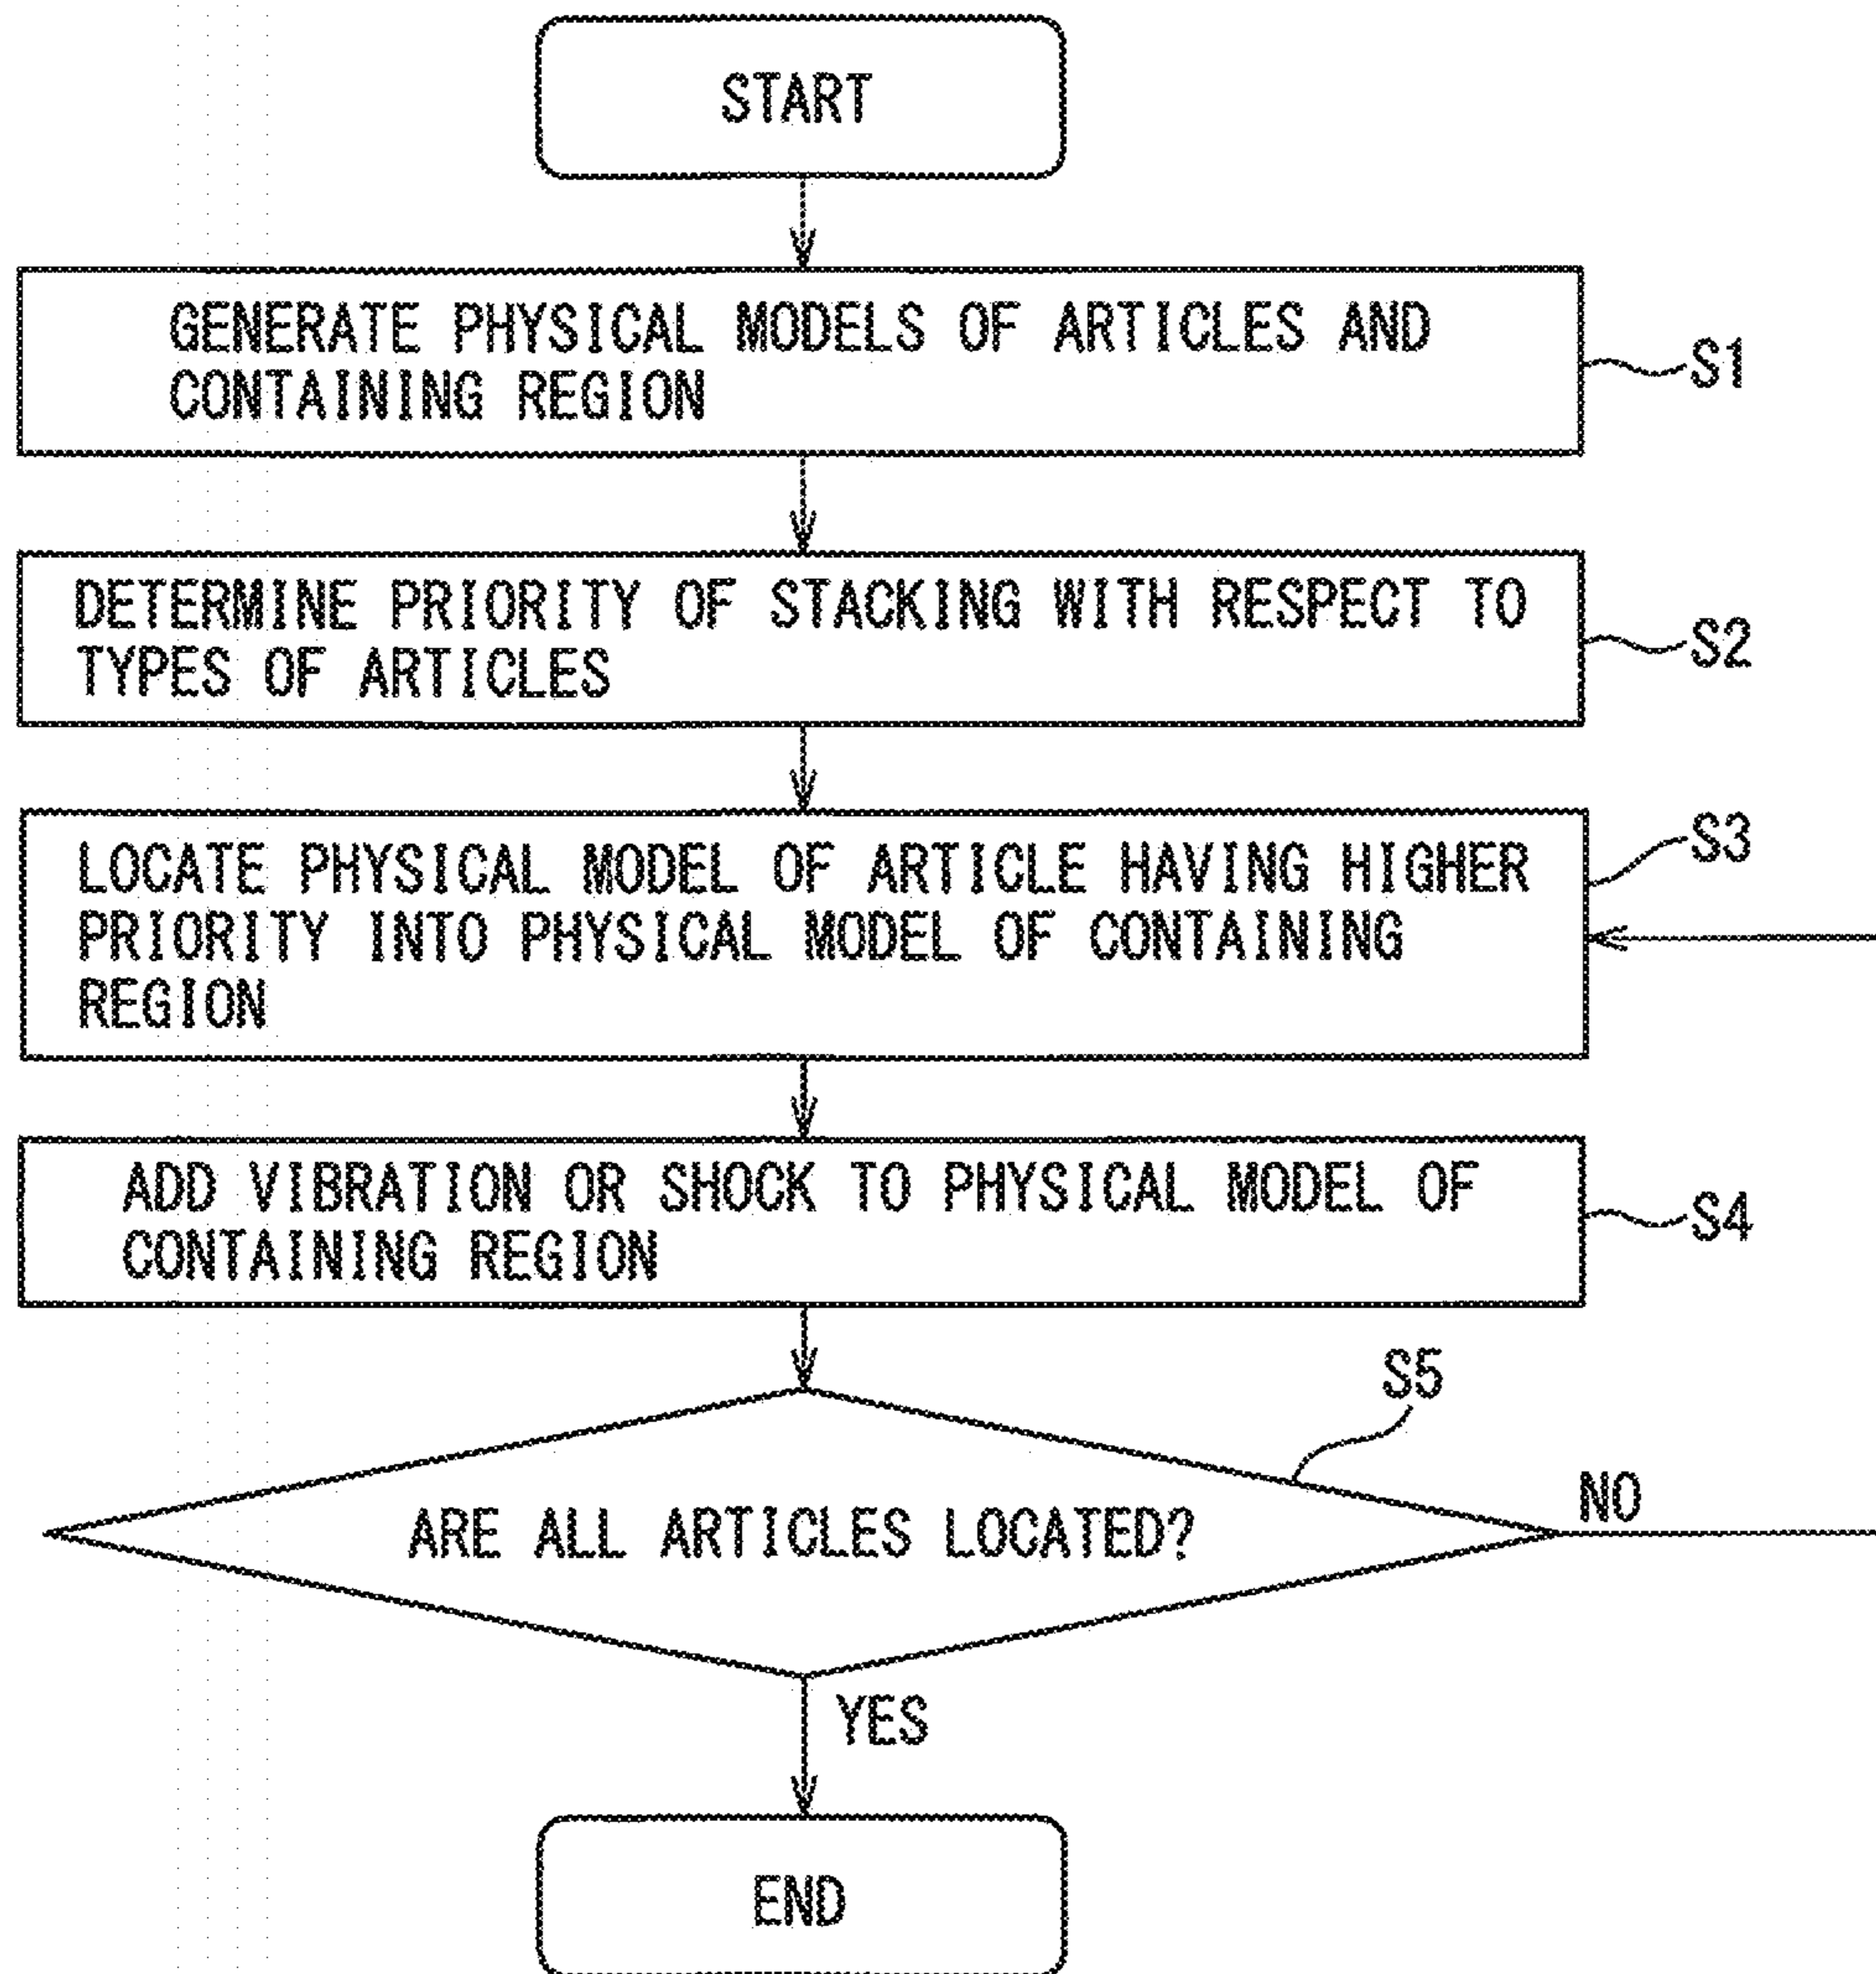 START
GENERATE PHYSICAL MODELS OF ARTICLES AND
CONTAINING REGION
S1
DETERMINE PRIORITY OF STACKING WITH RESPECT TO
TYPES OF ARTICLES
S2
LOCATE PHYSICAL MODEL OF ARTICLE HAVING HIGHER
PRIORITY INTO PHYSICAL MODEL OF CONTAINING
REGION
S3
ADD VIBRATION OR SHOCK TO PHYSICAL MODEL OF
CONTAINING REGION
S4
S5
ARE ALL ARTICLES LOCATED?
NO
YES
END